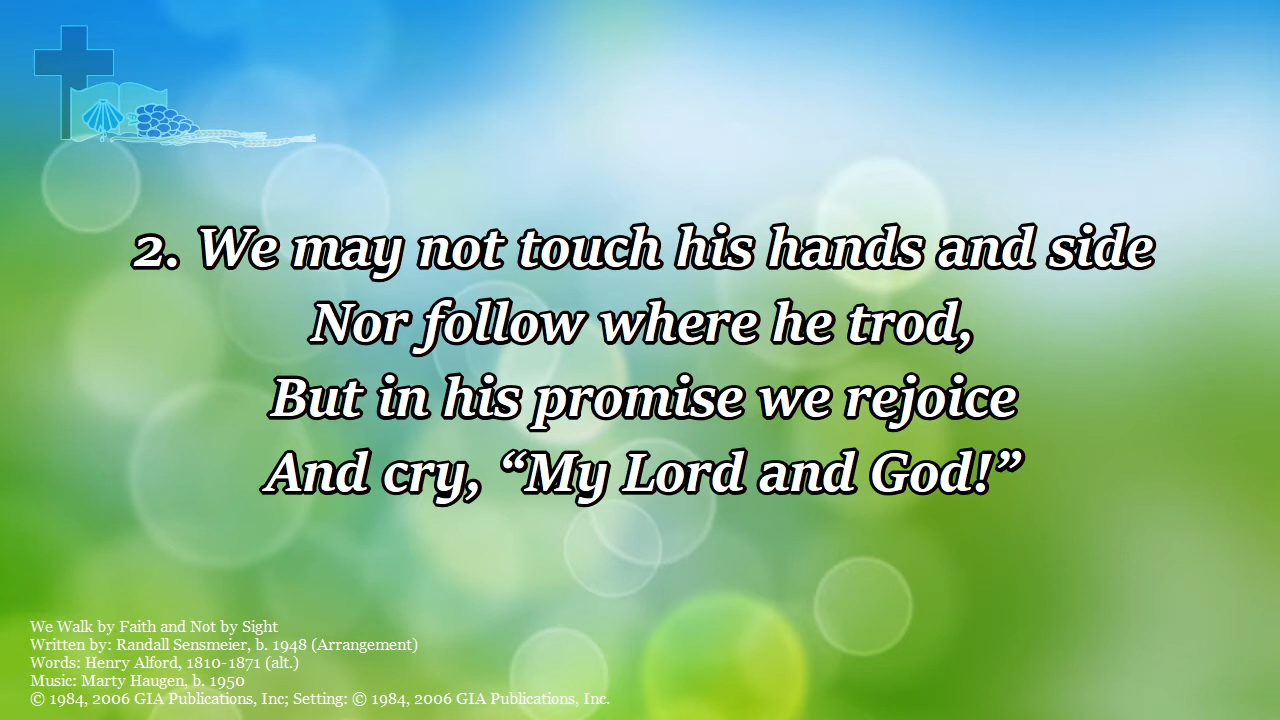 2. We may not touch his hands and side
Nor follow where he trod,
But in his promise we rejoice
And cry, “My Lord and God!”
We Walk by Faith and Not by Sight
Written by: Randall Sensmeier, b. 1948 (Arrangement)
Words: Henry Alford, 1810-1871 (alt.)
Music: Marty Haugen, b. 1950
© 1984, 2006 GIA Publications, Inc; Setting: © 1984, 2006 GIA Publications, Inc.